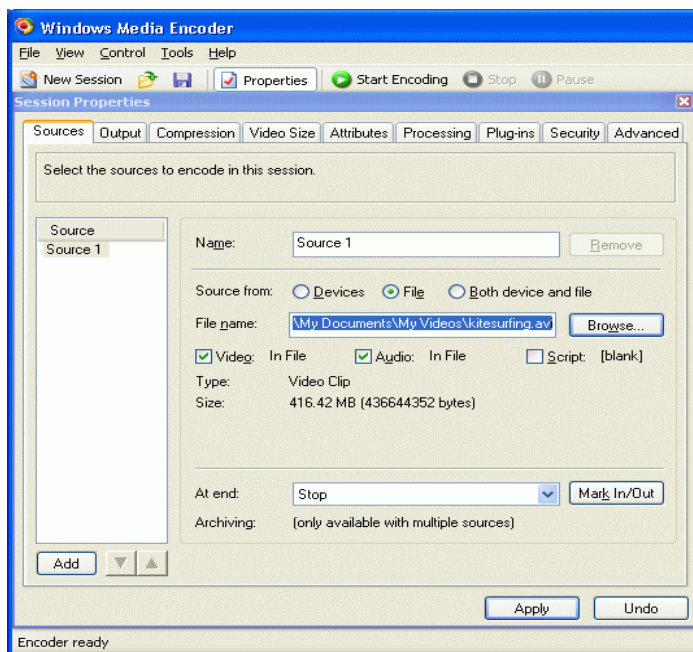 Windows Media Encoder
File View Control Tools Help
New Session Properties Start Encoding Stop Pause
Session Properties
Sources Output Compression Video Size Attributes Processing Plug-ins Security Advanced
Select the sources to encode in this session.
Source
Source 1
Name: Source 1 Remove
Source from: Devices File Both device and file
File name: \My Documents\My Videos\kitesurfing.avi Browse...
Video: In File Audio: In File Script: [blank]
Type: Video Clip
Size: 416.42 MB (436644352 bytes)
At end: Stop Mark In/Out
Archiving: (only available with multiple sources)
Add
Apply Undo
Encoder ready